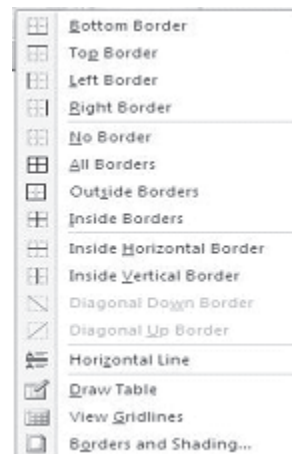 Bottom Border
Top Border
Left Border
Right Border
No Border
All Borders
Outside Borders
Inside Borders
Inside Horizontal Border
Inside Vertical Border
Diagonal Down Border
Diagonal Up Border
Horizontal Line
Draw Table
View Gridlines
Borders and Shading...